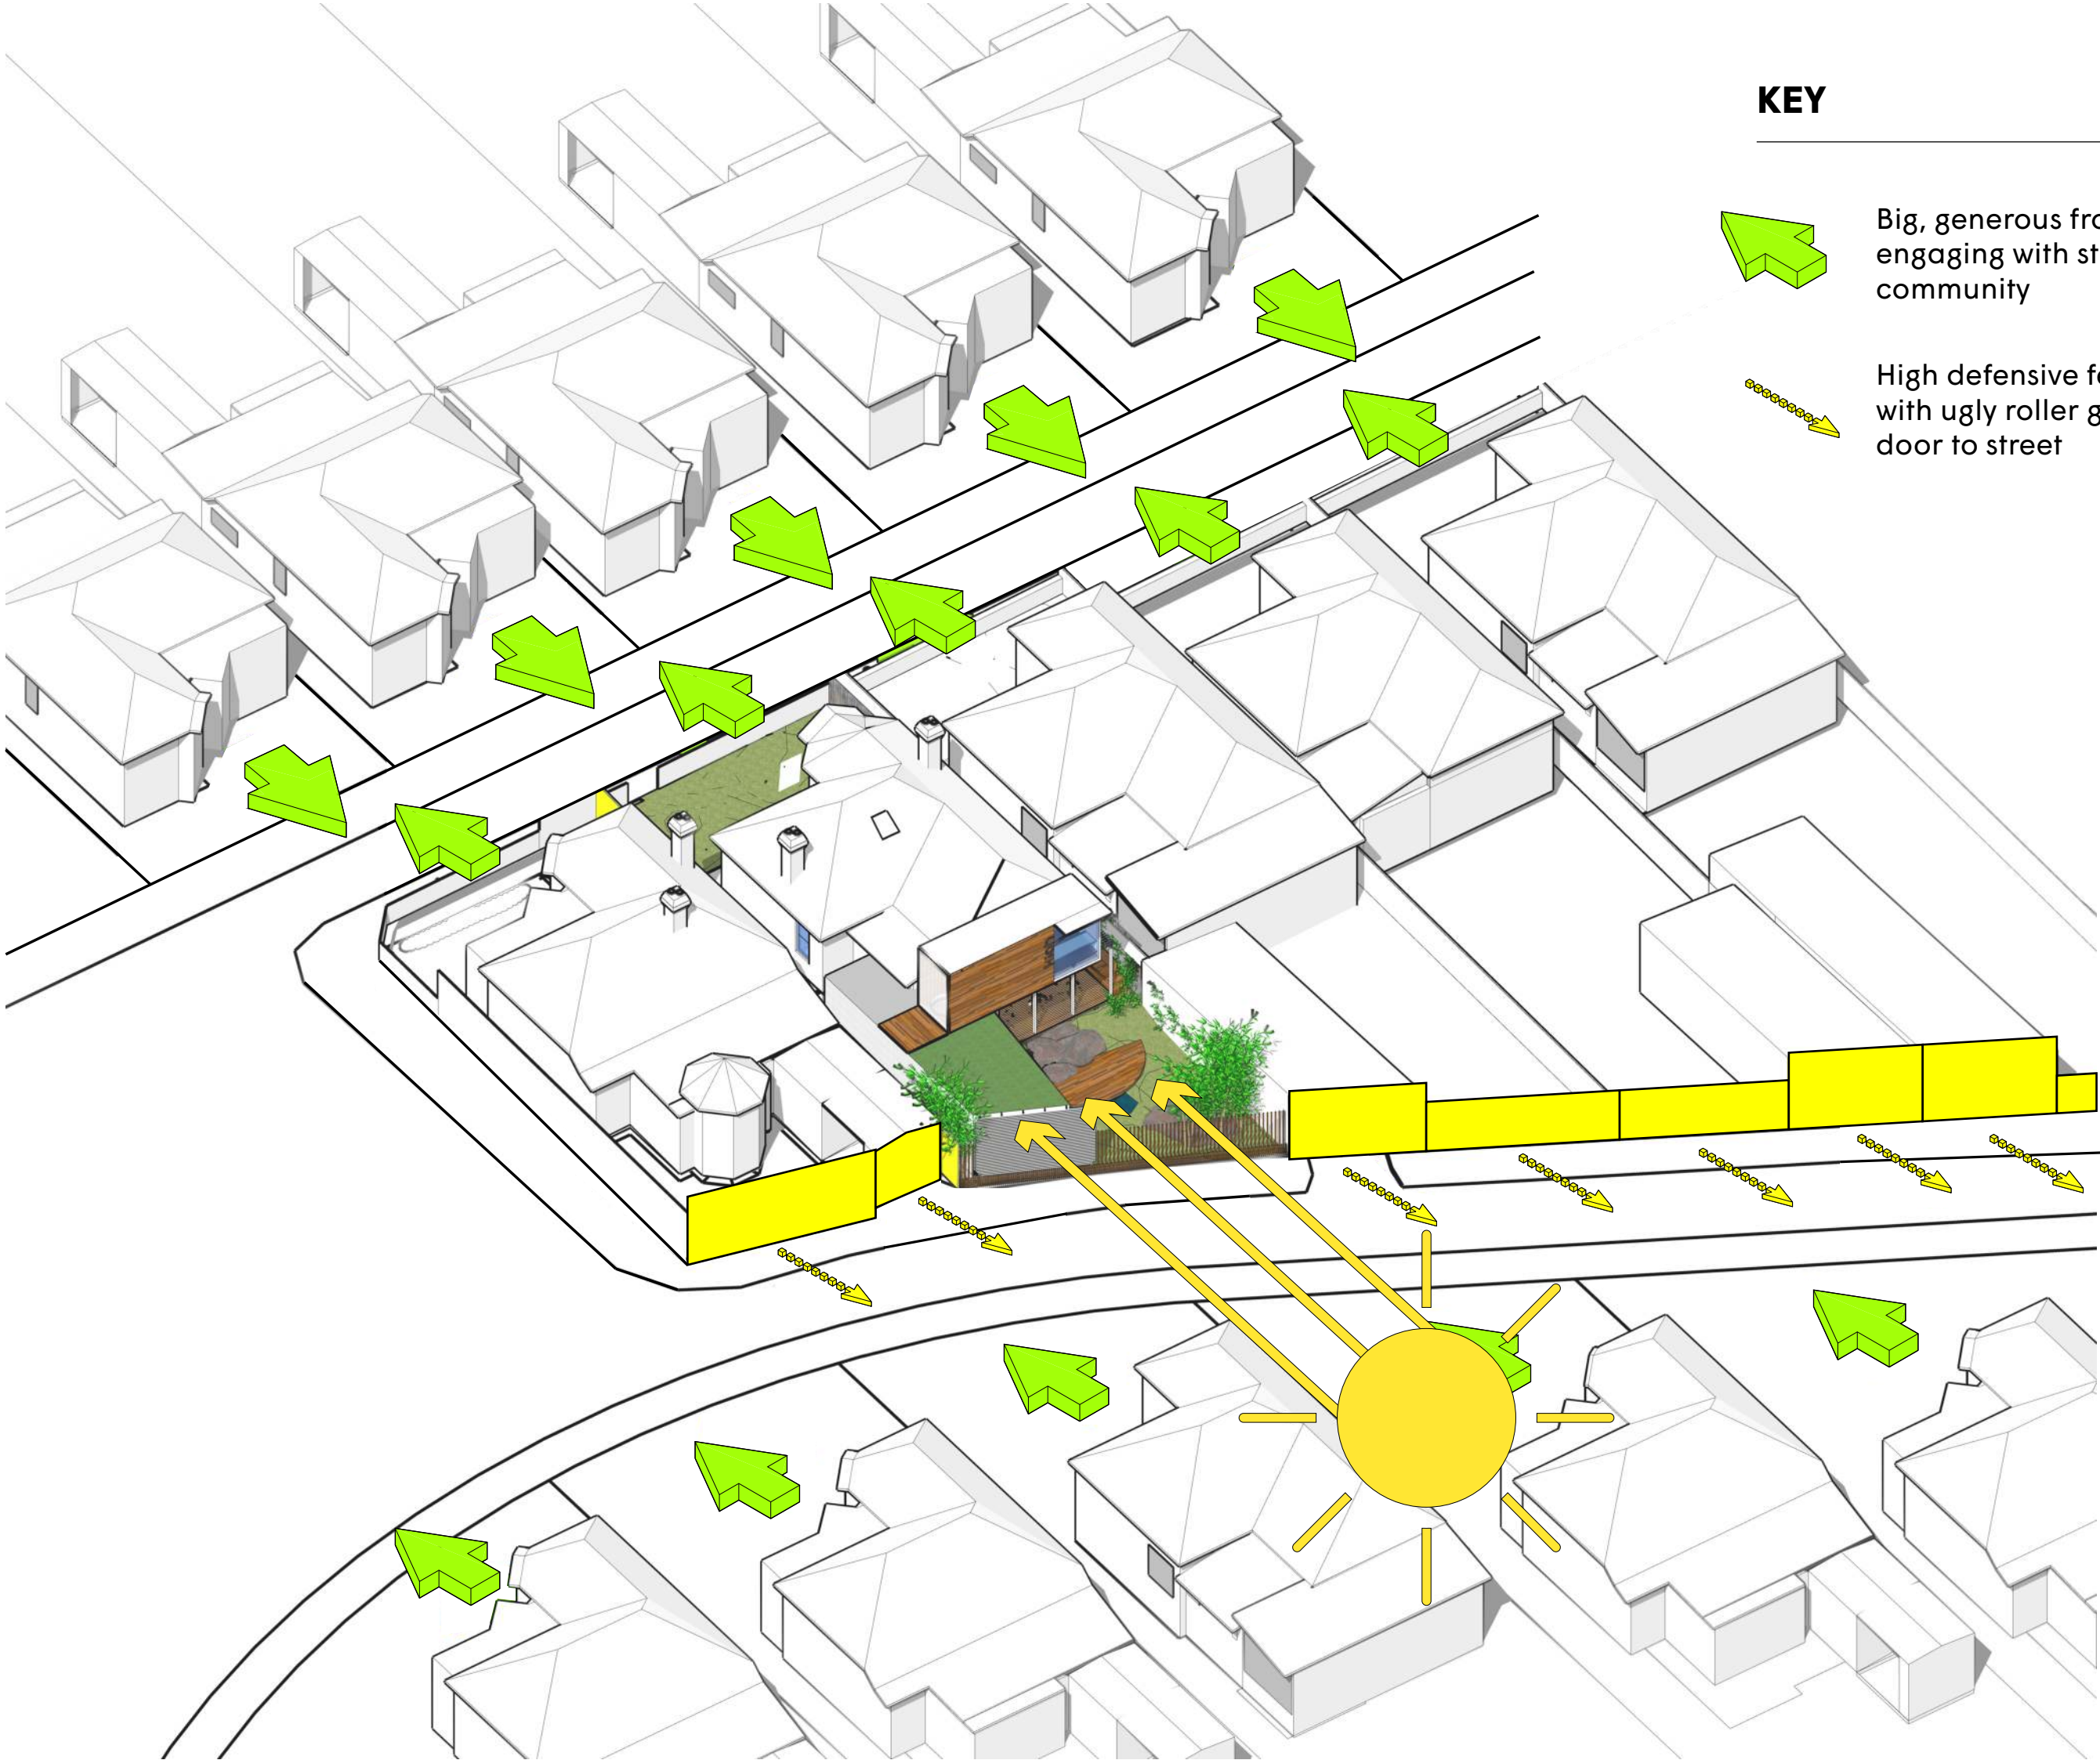 KEY
Big, generous
engaging with
community
High defensive
with ugly roller
door to street